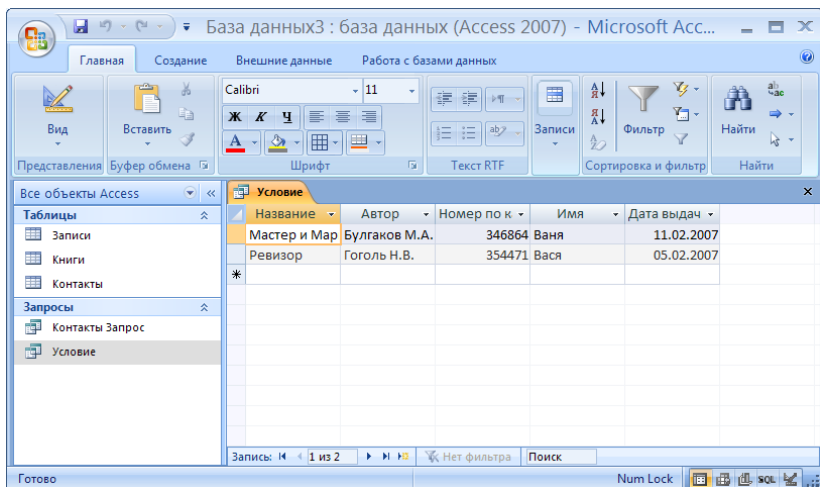 База данных3 : база данных (Access 2007) - Microsoft Acc...
Главная Создание Внешние данные Работа с базами данных
Calibri 11
Вид Вставить Ж К Ч Записи Фильтр Найти
Представления Буфер обмена Шрифт Текст RTF Сортировка и фильтр Найти
Все объекты Access
Таблицы
Записи
Книги
Контакты
Запросы
Контакты Запрос
Условие
Условие
Название Автор Номер по к Имя Дата выдач
Мастер и Мар Булгаков М.А. 346864 Ваня 11.02.2007
Ревизор Гоголь Н.В. 354471 Вася 05.02.2007
Запись: 1 из 2 Нет фильтра Поиск
Готово Num Lock SQL